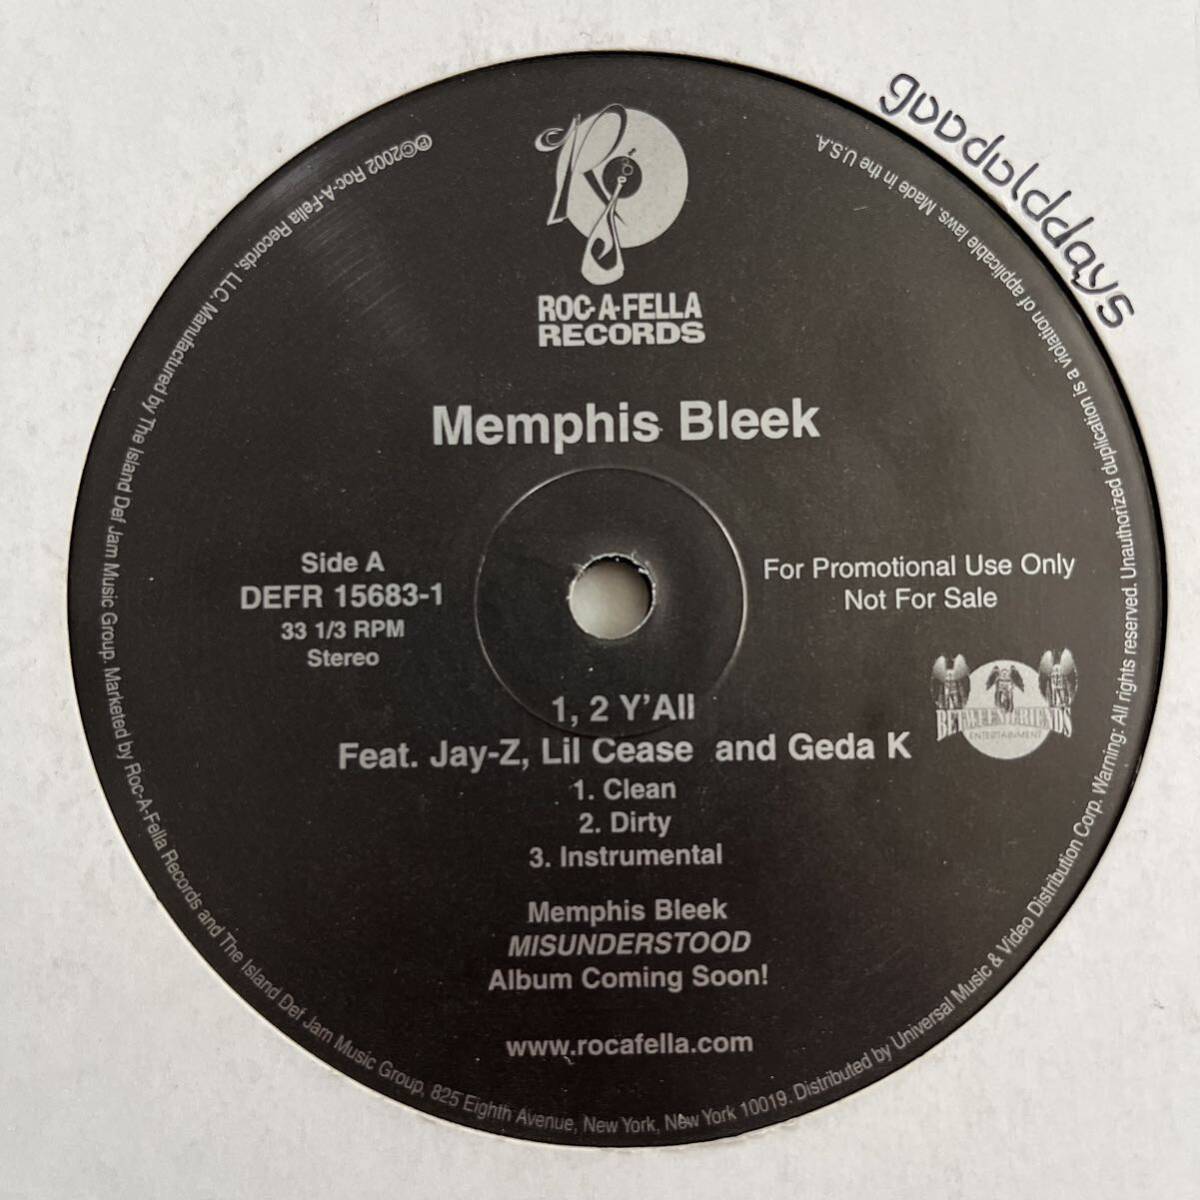 ROC-A-FELLA
RECORDS
Memphis Bleek
Side A
DEFR 15683-1
33 1/3 RPM
Stereo
For Promotional Use Only
Not For Sale
BETWEEN FRIENDS
ENTERTAINMENT
1, 2 Y'All
Feat. Jay-Z, Lil Cease and Geda K
1. Clean
2. Dirty
3. Instrumental
Memphis Bleek
MISUNDERSTOOD
Album Coming Soon!
www.rocafella.com
℗©2002 Roc-A-Fella Records, LLC. Manufactured by The Island Def Jam Music Group. Marketed by Roc-A-Fella Records and The Island Def Jam Music Group, 825 Eighth Avenue, New York, New York 10019. Distributed by Universal Music & Video Distribution Corp. Warning: All rights reserved. Unauthorized duplication is a violation of applicable laws. Made in the U.S.A.